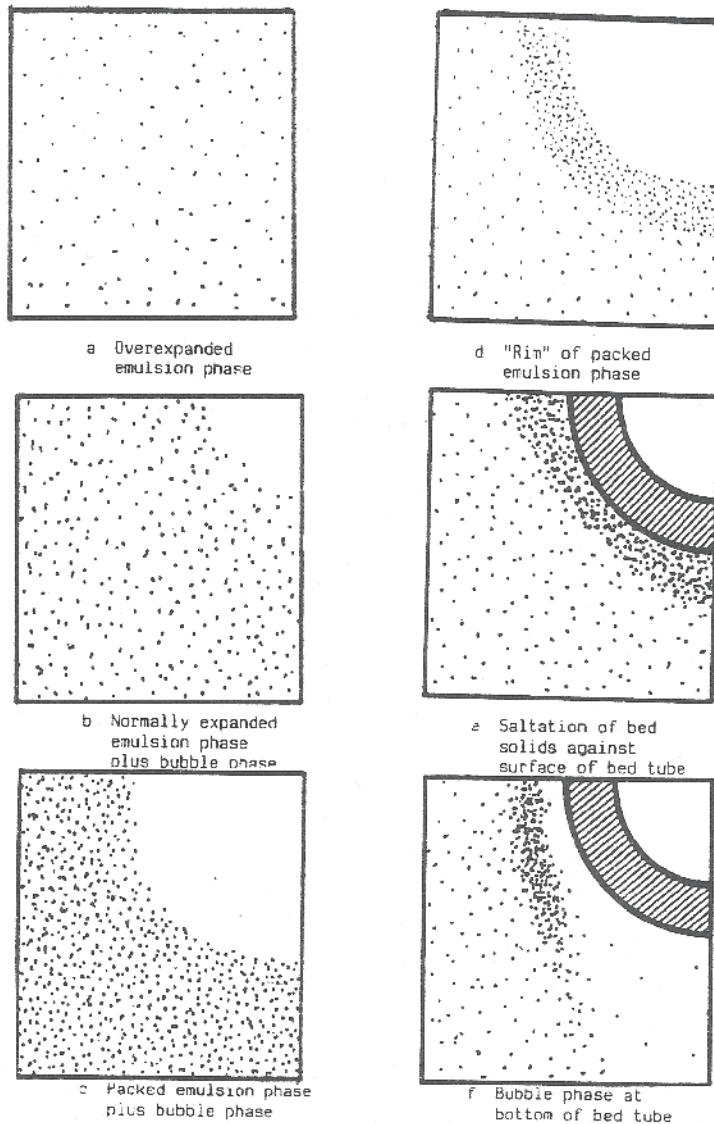 a Overexpanded
emulsion phase
d "Rim" of packed
emulsion phase
b Normally expanded
emulsion phase
plus bubble phase
e Saltation of bed
solids against
surface of bed tube
c Packed emulsion phase
plus bubble phase
f Bubble phase at
bottom of bed tube